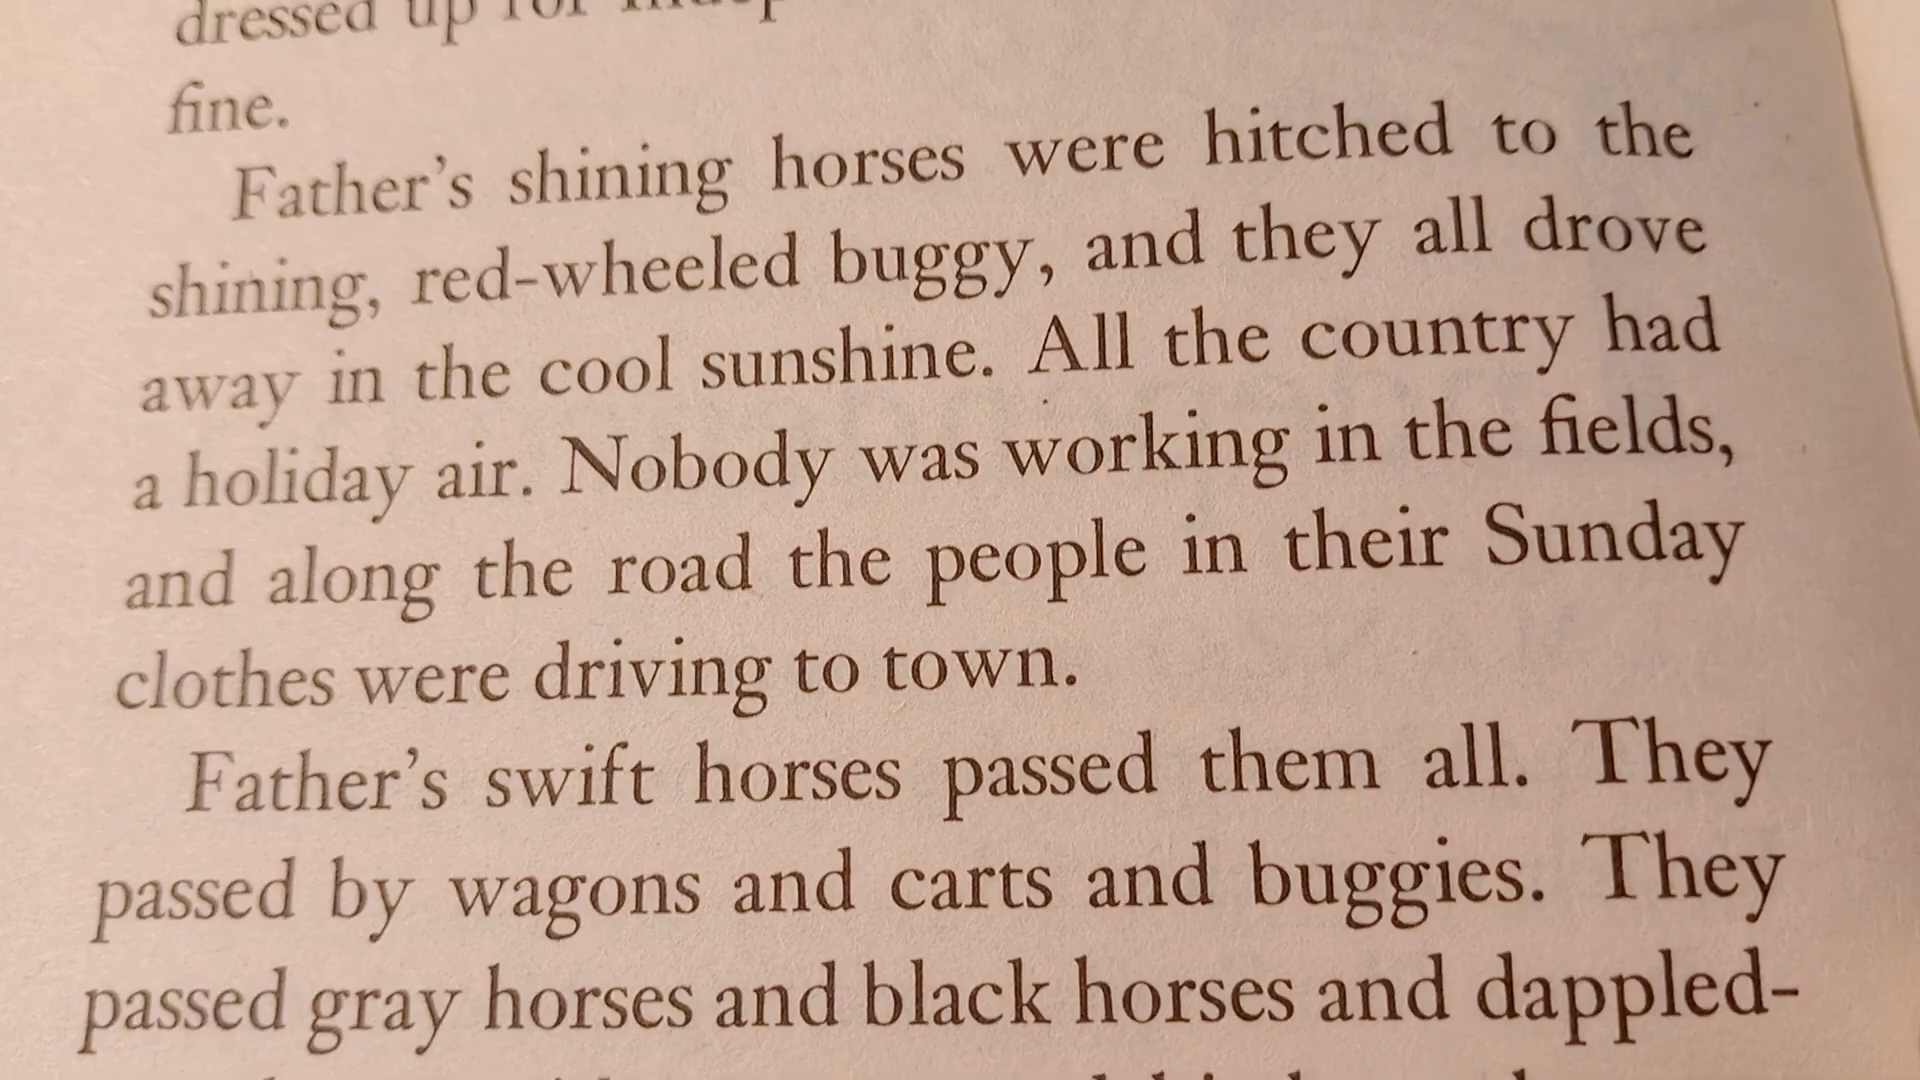 dressed up for
fine.
Father's shining horses were hitched to the
shining, red-wheeled buggy, and they all drove
away in the cool sunshine. All the country had
a holiday air. Nobody was working in the fields,
and along the road the people in their Sunday
clothes were driving to town.
Father's swift horses passed them all. They
passed by wagons and carts and buggies. They
passed gray horses and black horses and dappled-